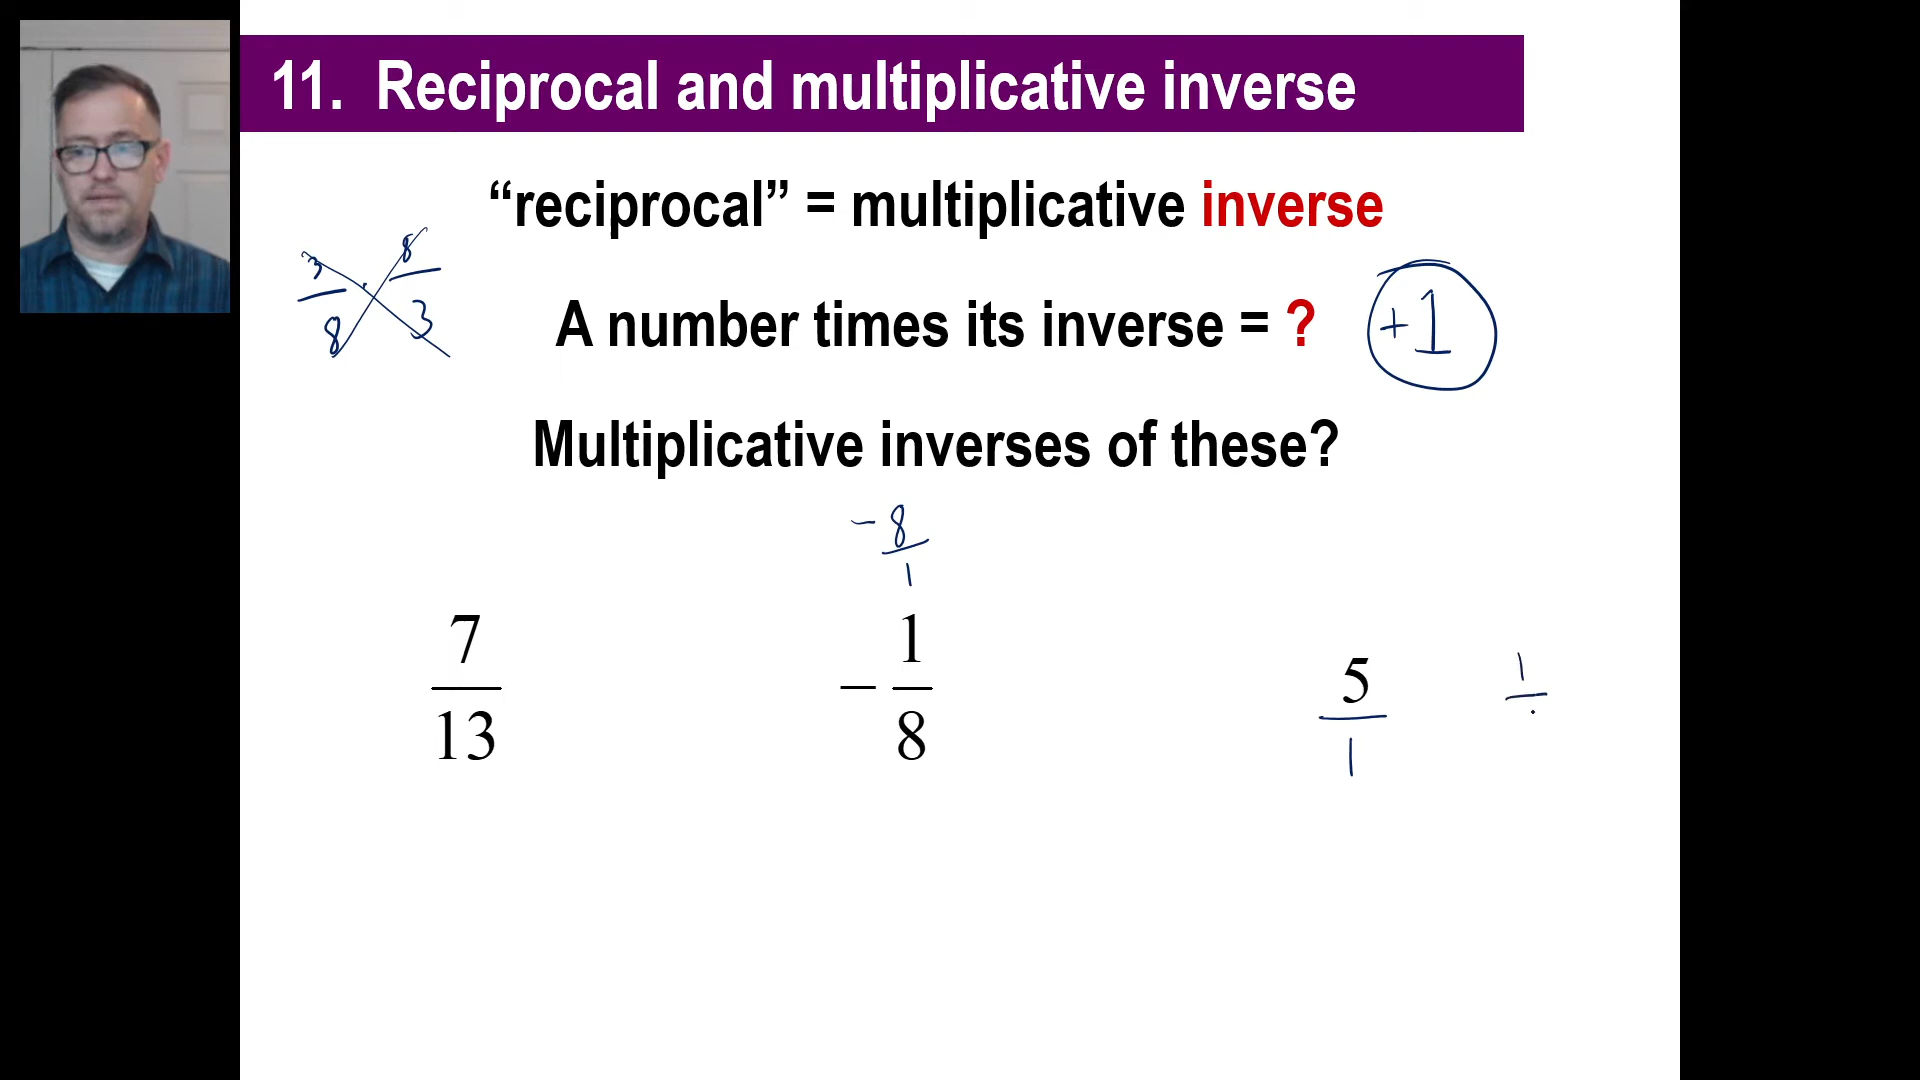 11. Reciprocal and multiplicative inverse
“reciprocal” = multiplicative inverse
3/8 · 8/3
A number times its inverse = ? +1
Multiplicative inverses of these?
-8/1
7/13
-1/8
5/1
1/